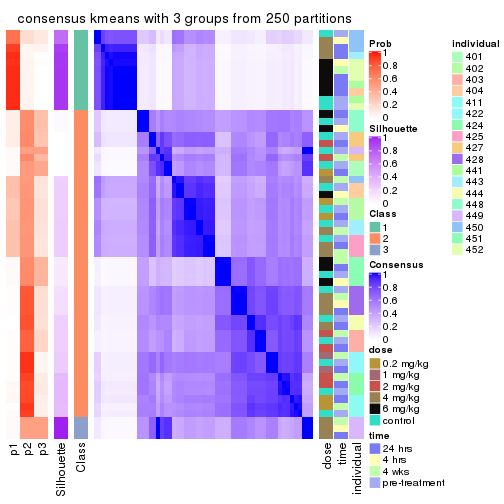 consensus kmeans with 3 groups from 250 partitions
p1
p2
p3
Silhouette
Class
dose
time
individual
Prob
1
0.8
0.6
0.4
0.2
0
Silhouette
1
0.8
0.6
0.4
0.2
0
Class
1
2
3
Consensus
1
0.8
0.6
0.4
0.2
0
dose
0.2 mg/kg
1 mg/kg
2 mg/kg
4 mg/kg
6 mg/kg
control
time
24 hrs
4 hrs
4 wks
pre-treatment
individual
401
402
403
404
411
422
424
425
427
428
441
443
444
448
449
450
451
452